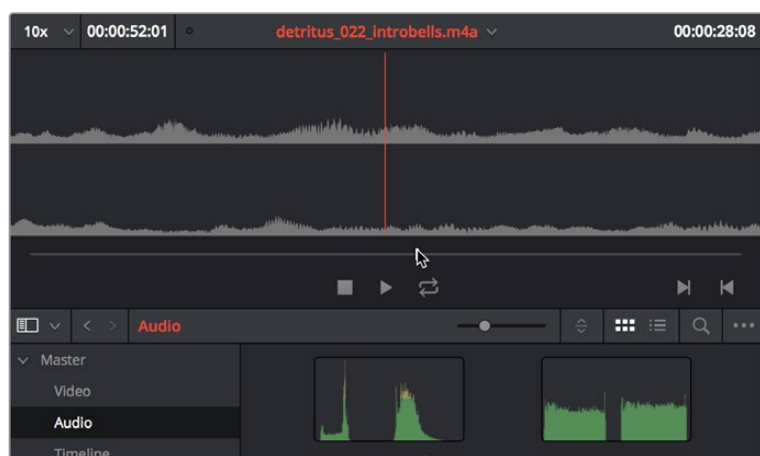 10x 00:00:52:01 detritus_022_introbells.m4a 00:00:28:08
Audio
Master
Video
Audio
Timeline